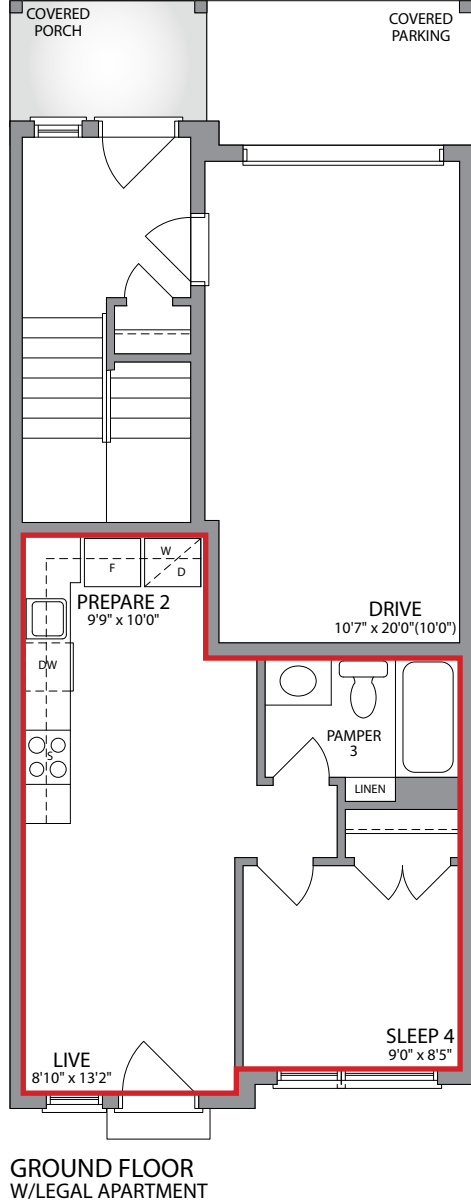 COVERED
PORCH
COVERED
PARKING
W
F
D
PREPARE 2
9'9" x 10'0"
DRIVE
10'7" x 20'0"(10'0")
DW
PAMPER
3
S
LINEN
SLEEP 4
9'0" x 8'5"
LIVE
8'10" x 13'2"
GROUND FLOOR
W/LEGAL APARTMENT